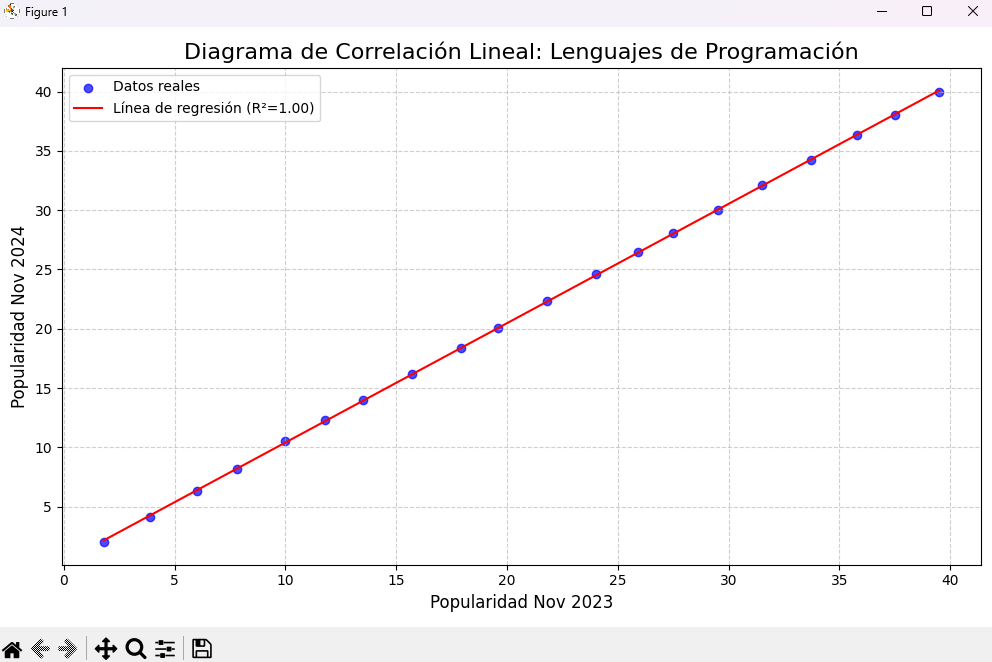 Figure 1
Diagrama de Correlación Lineal: Lenguajes de Programación
Datos reales
Línea de regresión (R²=1.00)
40
35
30
25
20
15
10
5
Popularidad Nov 2024
0 5 10 15 20 25 30 35 40
Popularidad Nov 2023